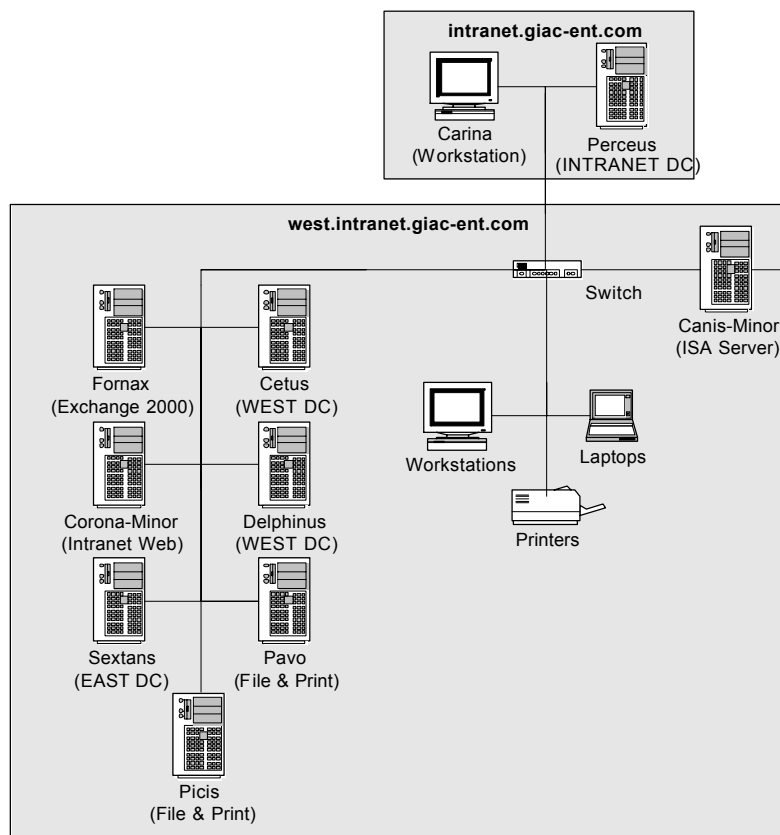 intranet.giac-ent.com
Carina
(Workstation)
Perceus
(INTRANET DC)
west.intranet.giac-ent.com
Switch
Canis-Minor
(ISA Server)
Fornax
(Exchange 2000)
Cetus
(WEST DC)
Workstations
Laptops
Corona-Minor
(Intranet Web)
Delphinus
(WEST DC)
Printers
Sextans
(EAST DC)
Pavo
(File & Print)
Picis
(File & Print)